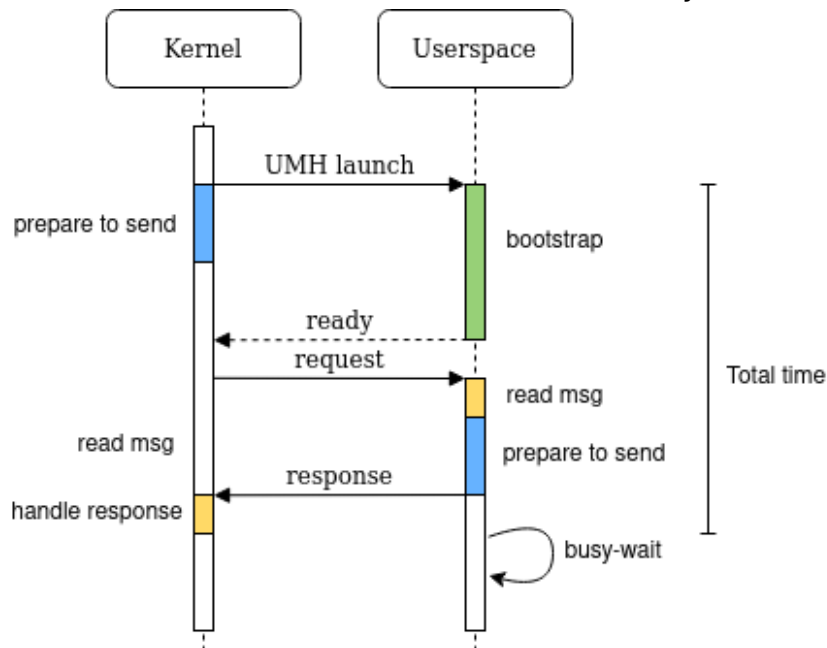 Kernel
Userspace
UMH launch
prepare to send
bootstrap
ready
request
Total time
read msg
read msg
prepare to send
response
handle response
busy-wait